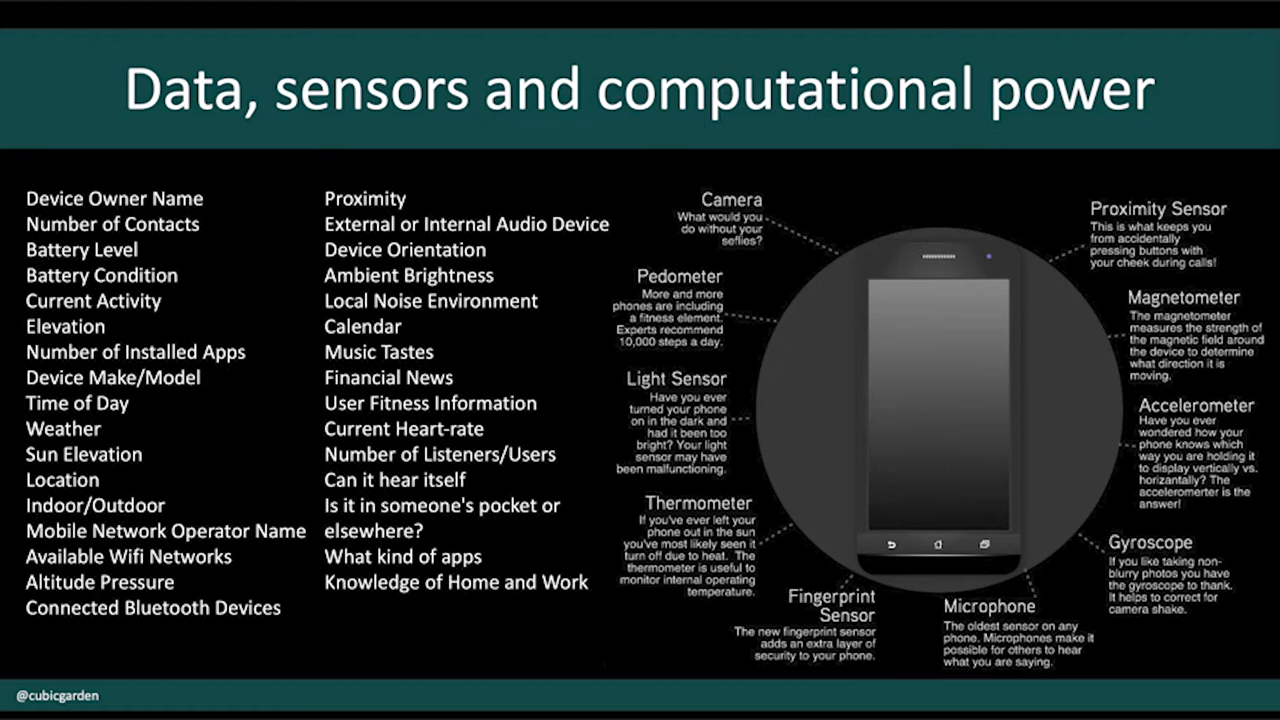 Data, sensors and computational power
Device Owner Name
Number of Contacts
Battery Level
Battery Condition
Current Activity
Elevation
Number of Installed Apps
Device Make/Model
Time of Day
Weather
Sun Elevation
Location
Indoor/Outdoor
Mobile Network Operator Name
Available Wifi Networks
Altitude Pressure
Connected Bluetooth Devices
Proximity
External or Internal Audio Device
Device Orientation
Ambient Brightness
Local Noise Environment
Calendar
Music Tastes
Financial News
User Fitness Information
Current Heart-rate
Number of Listeners/Users
Can it hear itself
Is it in someone's pocket or
elsewhere?
What kind of apps
Knowledge of Home and Work
Camera
What would you
do without your
selfies?
Pedometer
More and more
phones are including
a fitness element.
Experts recommend
10,000 steps a day.
Light Sensor
Have you ever
turned your phone
on in the dark and
had it been too
bright? Your light
sensor may have
been malfunctioning.
Thermometer
If you've ever left your
phone out in the sun
you've most likely seen it
turn off due to heat. The
thermometer is useful to
monitor internal operating
temperature.
Fingerprint
Sensor
The new fingerprint sensor
adds an extra layer of
security to your phone.
Microphone
The oldest sensor on any
phone. Microphones make it
possible for others to hear
what you are saying.
Proximity Sensor
This is what keeps you
from accidentally
pressing buttons with
your cheek during calls!
Magnetometer
The magnetometer
measures the strength of
the magnetic field around
the device to determine
what direction it is
moving.
Accelerometer
Have you ever
wondered how your
phone knows which
way you are holding it
to display vertically vs.
horizantally? The
accelerometer is the
answer!
Gyroscope
If you like taking non-
blurry photos you have
the gyroscope to thank.
It helps to correct for
camera shake.
@cubicgarden